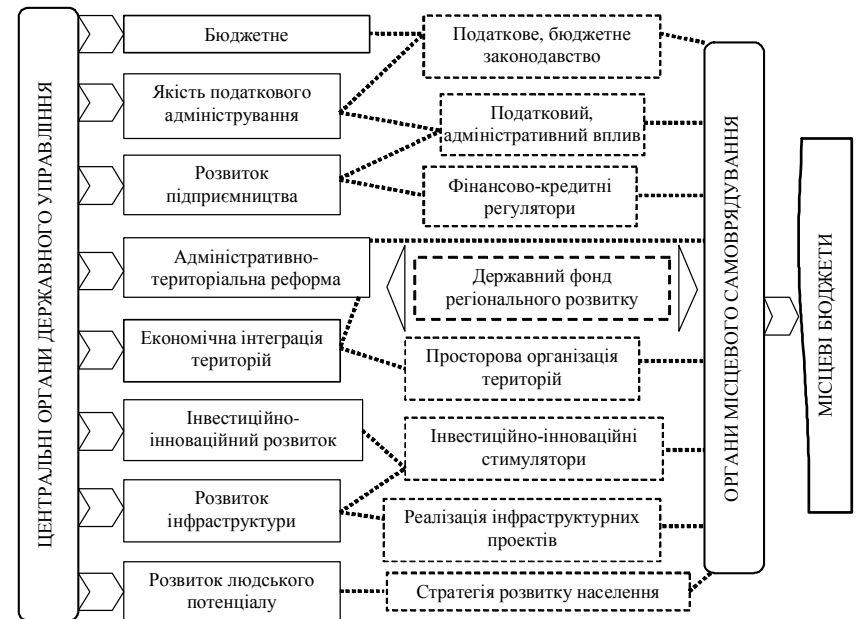 ЦЕНТРАЛЬНІ ОРГАНИ ДЕРЖАВНОГО УПРАВЛІННЯ
Бюджетне
Якість податкового
адміністрування
Розвиток
підприємництва
Адміністративно-
територіальна реформа
Економічна інтеграція
територій
Інвестиційно-
інноваційний розвиток
Розвиток
інфраструктури
Розвиток людського
потенціалу
Податкове, бюджетне
законодавство
Податковий,
адміністративний вплив
Фінансово-кредитні
регулятори
Державний фонд
регіонального розвитку
Просторова організація
територій
Інвестиційно-інноваційні
стимулятори
Реалізація інфраструктурних
проектів
Стратегія розвитку населення
ОРГАНИ МІСЦЕВОГО САМОВРЯДУВАННЯ
МІСЦЕВІ БЮДЖЕТИ